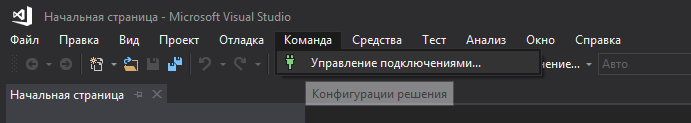 Начальная страница - Microsoft Visual Studio
Файл Правка Вид Проект Отладка Команда Средства Тест Анализ Окно Справка
Управление подключениями...
нение... Авто
Начальная страница
Конфигурации решения